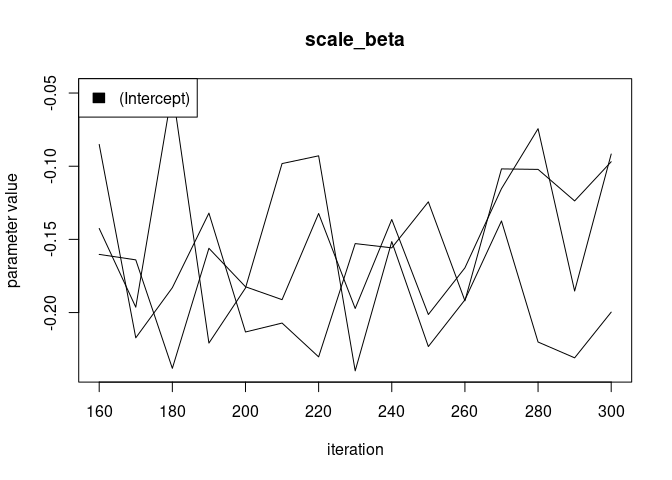 scale_beta
(Intercept)
parameter value
-0.05
-0.10
-0.15
-0.20
160 180 200 220 240 260 280 300
iteration